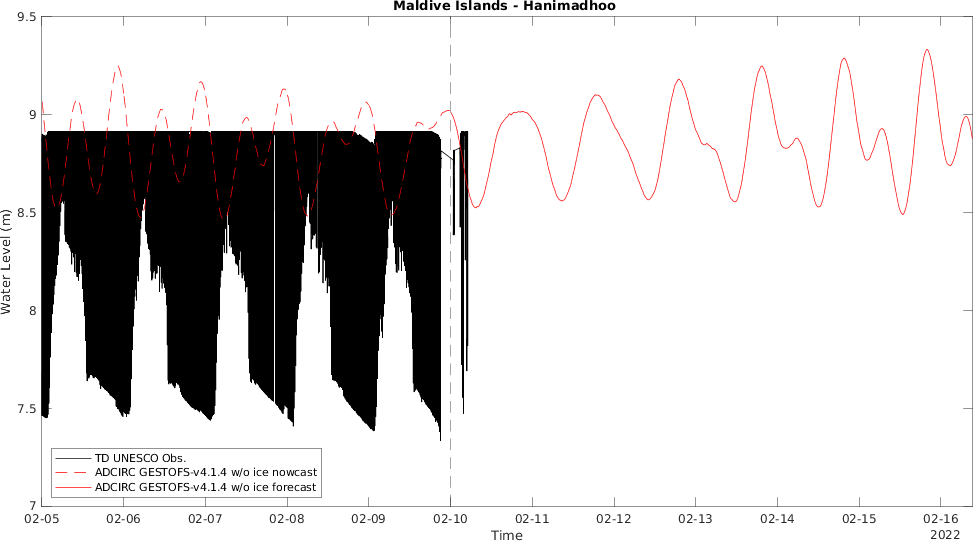 Maldive Islands - Hanimadhoo
9.5
9
8.5
8
7.5
7
Water Level (m)
TD UNESCO Obs.
ADCIRC GESTOFS-v4.1.4 w/o ice nowcast
ADCIRC GESTOFS-v4.1.4 w/o ice forecast
02-05 02-06 02-07 02-08 02-09 02-10 02-11 02-12 02-13 02-14 02-15 02-16
Time
2022